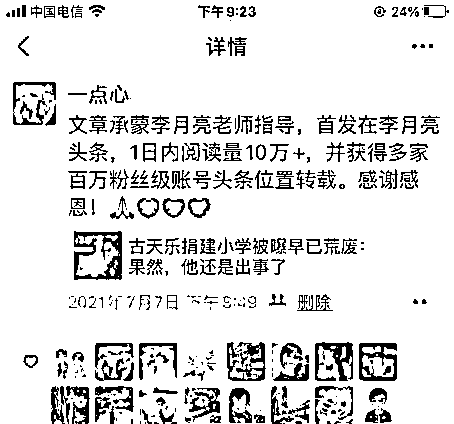 中国电信 下午9:23 24%
详情
一点心
文章承蒙李月亮老师指导，首发在李月亮
头条，1日内阅读量10万+，并获得多家
百万粉丝级账号头条位置转载。感谢感
恩！
古天乐捐建小学被曝早已荒废：
果然，他还是出事了
2021年7月7日 下午9:49 删除